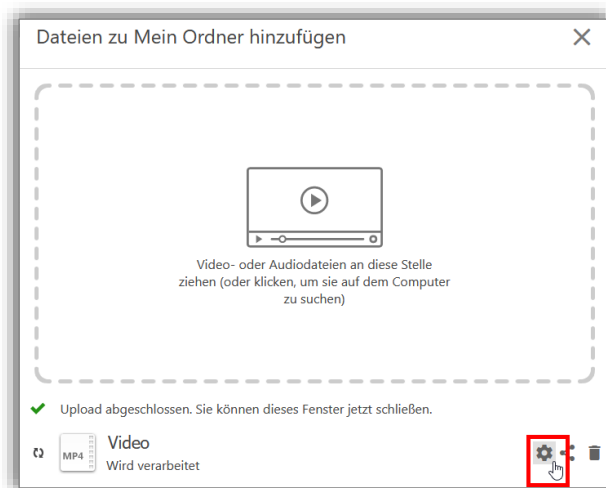 Dateien zu Mein Ordner hinzufügen
Video- oder Audiodateien an diese Stelle
ziehen (oder klicken, um sie auf dem Computer
zu suchen)
Upload abgeschlossen. Sie können dieses Fenster jetzt schließen.
MP4
Video
Wird verarbeitet